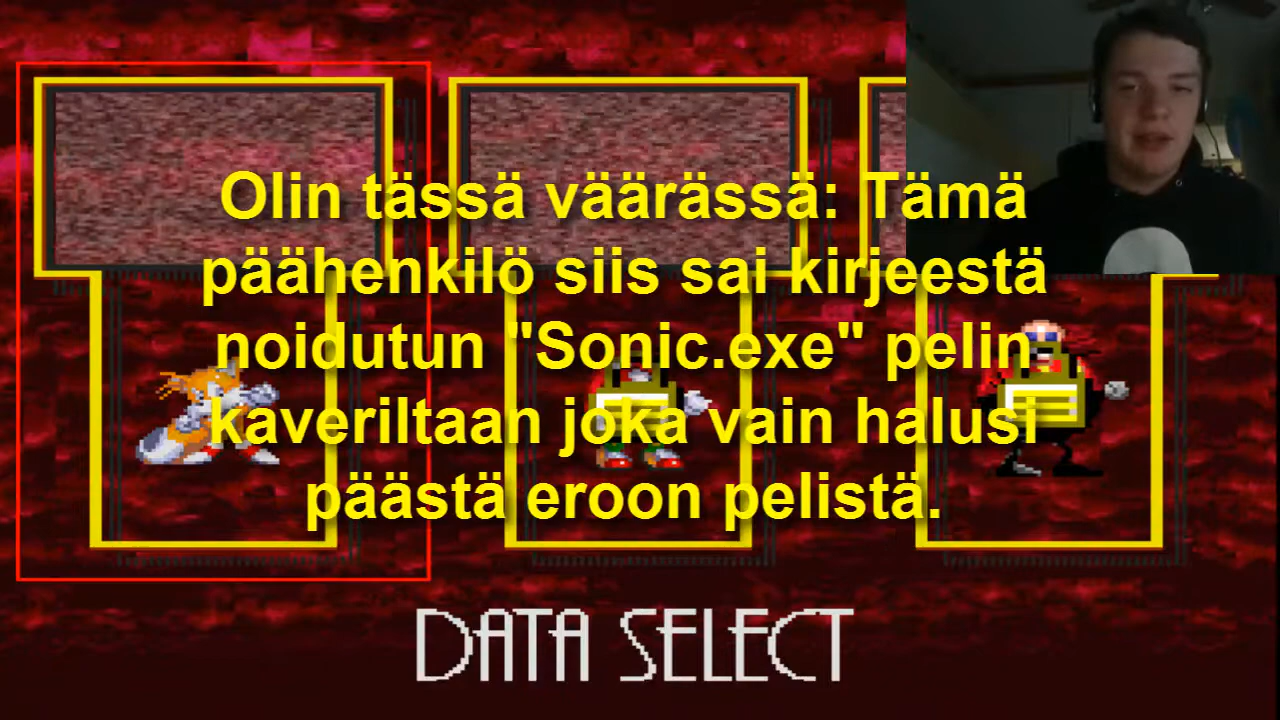 Olin tässä väärässä: Tämä
päähenkilö siis sai kirjeestä
noidutun "Sonic.exe" pelin
kaveriltaan joka vain halusi
päästä eroon pelistä.
DATA SELECT